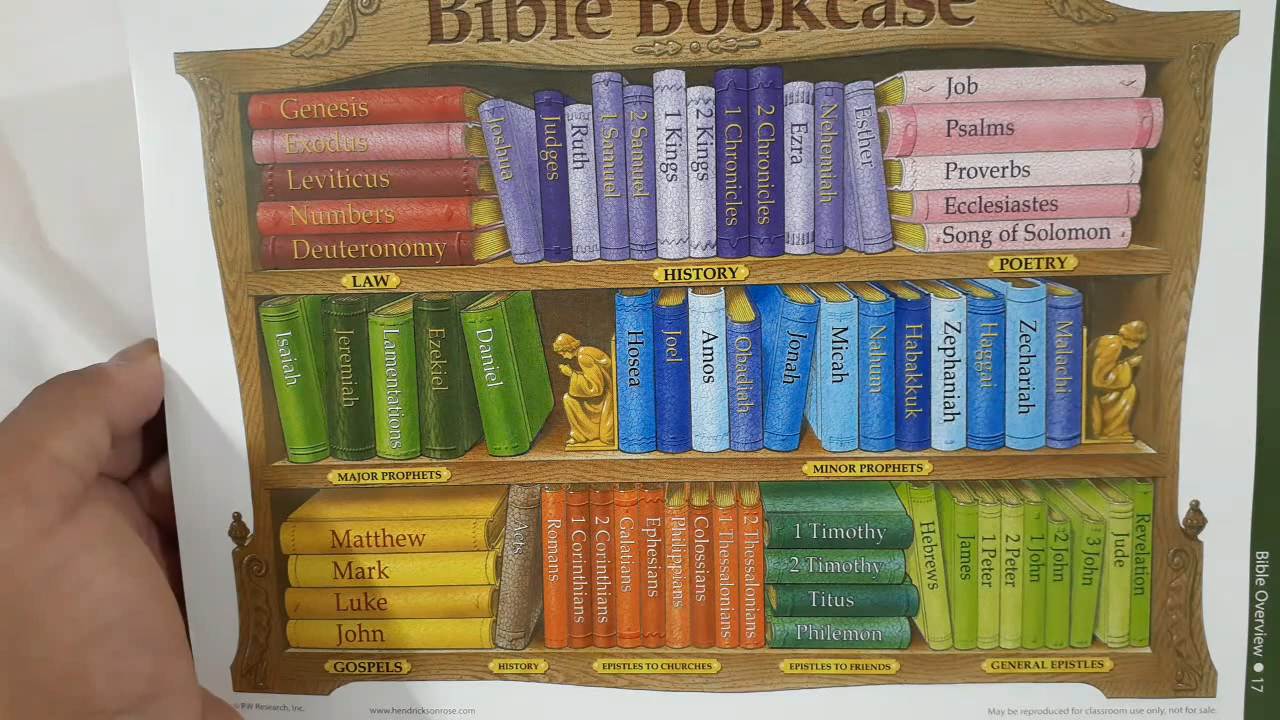 Bible Bookcase
Genesis
Exodus
Leviticus
Numbers
Deuteronomy
Joshua
Judges
Ruth
1 Samuel
2 Samuel
1 Kings
2 Kings
1 Chronicles
2 Chronicles
Ezra
Nehemiah
Esther
Job
Psalms
Proverbs
Ecclesiastes
Song of Solomon
LAW
HISTORY
POETRY
Isaiah
Jeremiah
Lamentations
Ezekiel
Daniel
Hosea
Joel
Amos
Obadiah
Jonah
Micah
Nahum
Habakkuk
Zephaniah
Haggai
Zechariah
Malachi
MAJOR PROPHETS
MINOR PROPHETS
Matthew
Mark
Luke
John
Acts
Romans
1 Corinthians
2 Corinthians
Galatians
Ephesians
Philippians
Colossians
1 Thessalonians
2 Thessalonians
1 Timothy
2 Timothy
Titus
Philemon
Hebrews
James
1 Peter
2 Peter
1 John
2 John
3 John
Jude
Revelation
GOSPELS
HISTORY
EPISTLES TO CHURCHES
EPISTLES TO FRIENDS
GENERAL EPISTLES
© RW Research, Inc.
www.hendricksonrose.com
May be reproduced for classroom use only, not for sale.
Bible Overview • 17